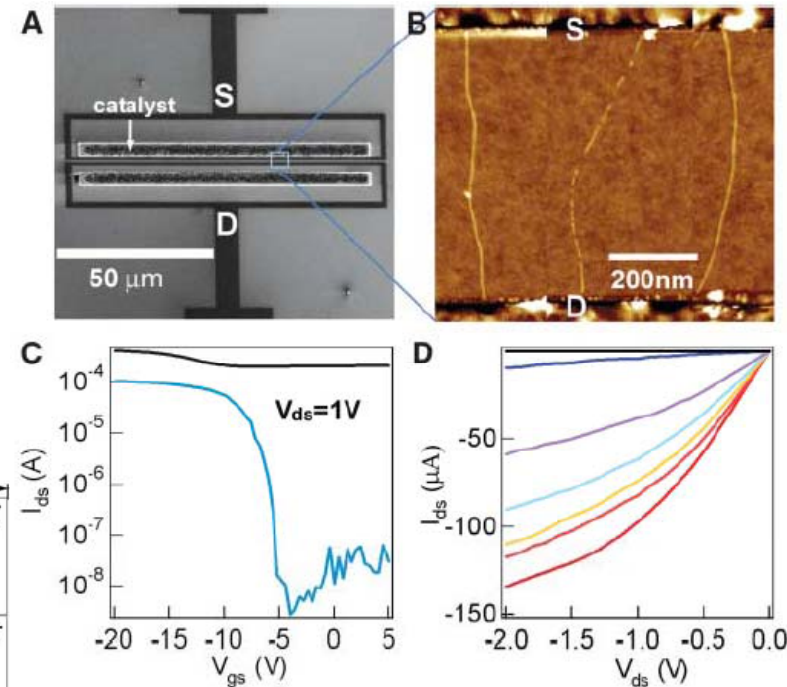 A
S
catalyst
D
50 μm
B
S
200nm
D
C
10⁻⁴
10⁻⁵
10⁻⁶
10⁻⁷
10⁻⁸
I_ds (A)
V_ds=1V
-20 -15 -10 -5 0 5
V_gs (V)
D
-50
-100
-150
I_ds (μA)
-2.0 -1.5 -1.0 -0.5 0.0
V_ds (V)